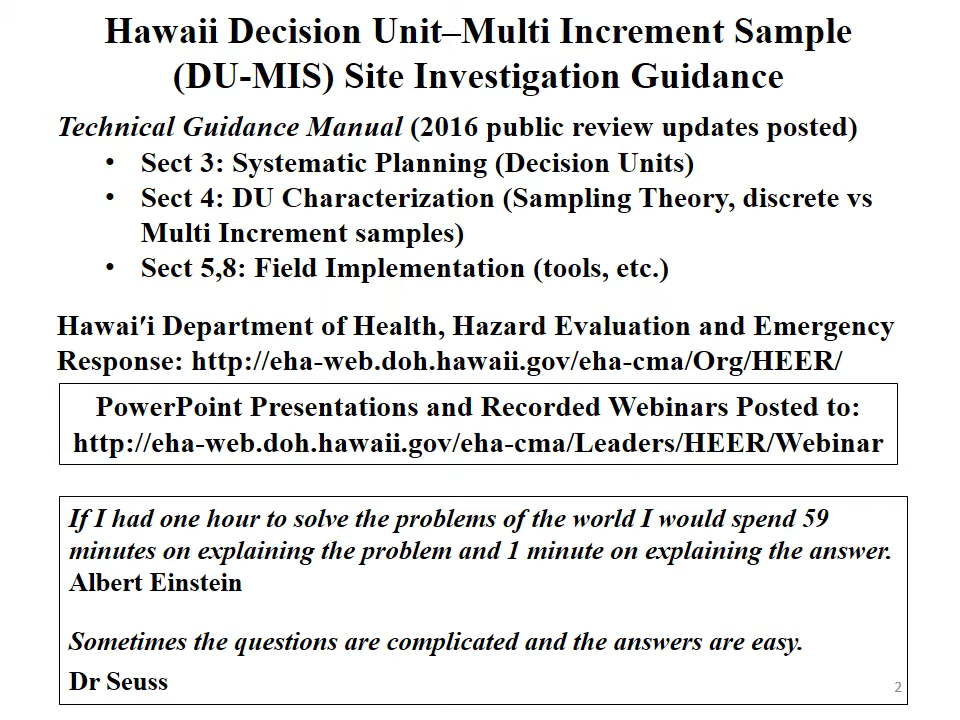 Hawaii Decision Unit–Multi Increment Sample
(DU-MIS) Site Investigation Guidance
Technical Guidance Manual (2016 public review updates posted)
• Sect 3: Systematic Planning (Decision Units)
• Sect 4: DU Characterization (Sampling Theory, discrete vs
Multi Increment samples)
• Sect 5,8: Field Implementation (tools, etc.)
Hawai′i Department of Health, Hazard Evaluation and Emergency
Response: http://eha-web.doh.hawaii.gov/eha-cma/Org/HEER/
PowerPoint Presentations and Recorded Webinars Posted to:
http://eha-web.doh.hawaii.gov/eha-cma/Leaders/HEER/Webinar
If I had one hour to solve the problems of the world I would spend 59
minutes on explaining the problem and 1 minute on explaining the answer.
Albert Einstein
Sometimes the questions are complicated and the answers are easy.
Dr Seuss
2